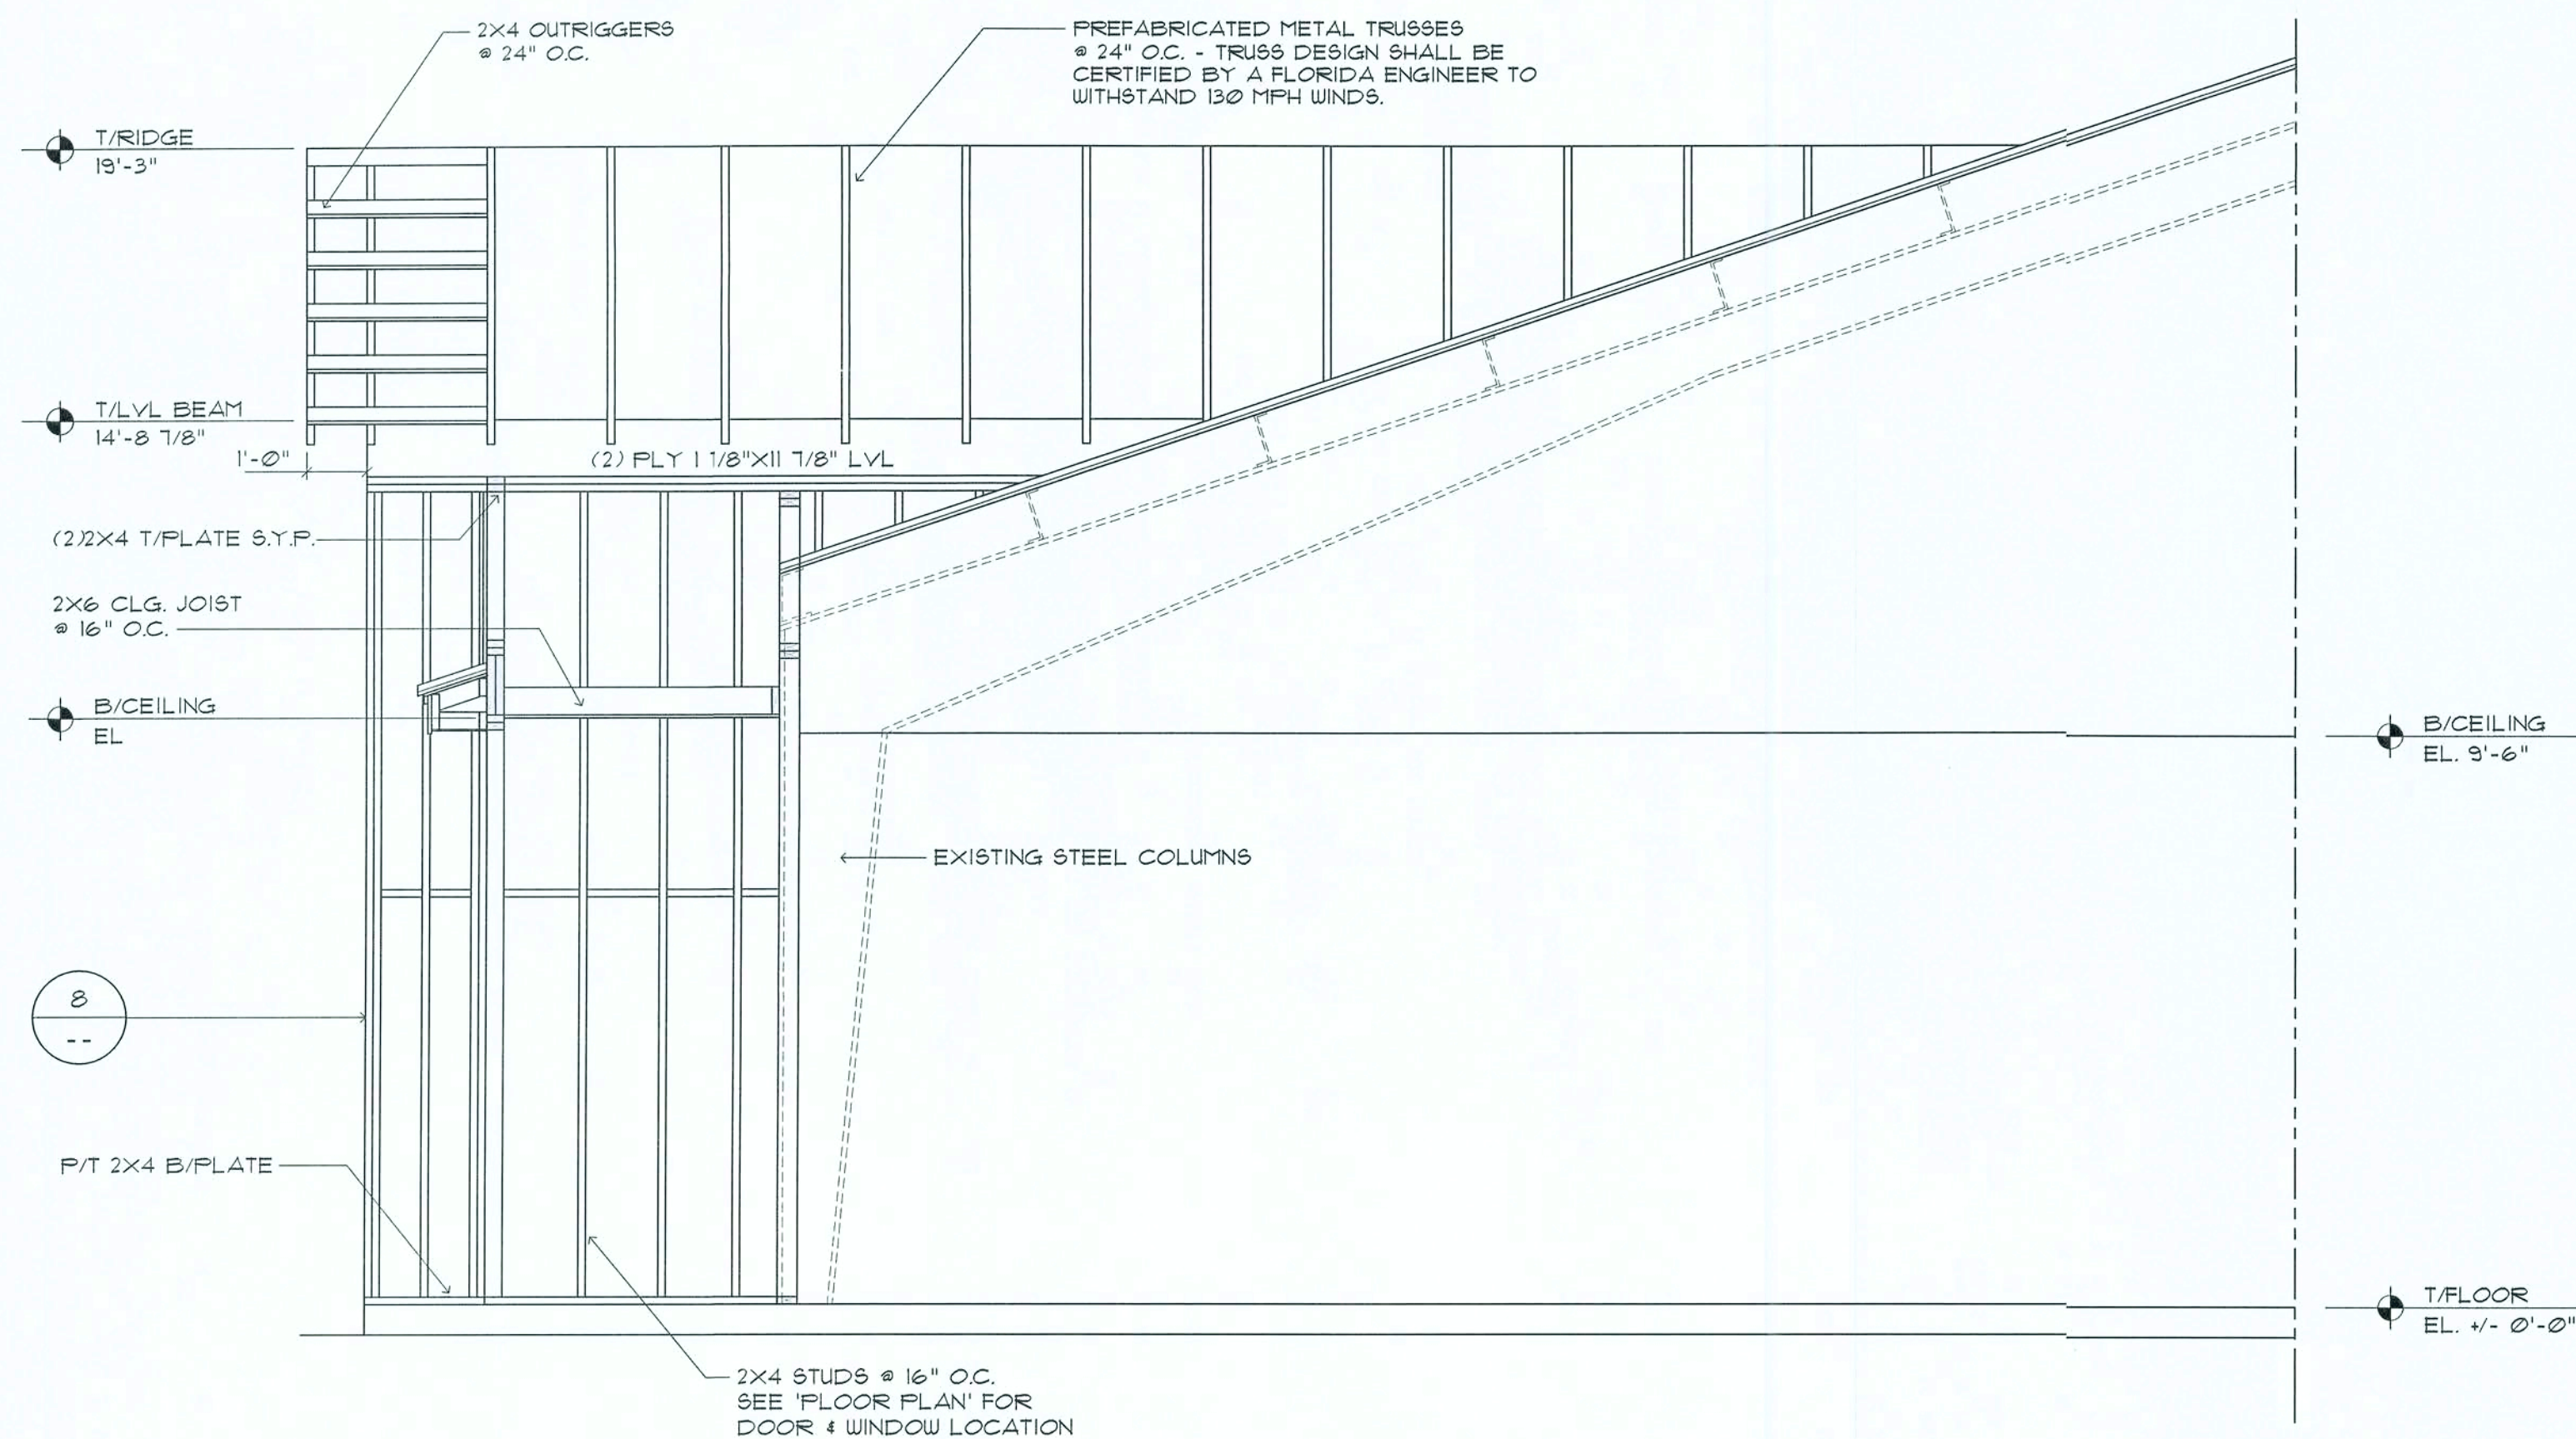 2X4 OUTRIGGERS
@ 24" O.C.
PREFABRICATED METAL TRUSSES
@ 24" O.C. - TRUSS DESIGN SHALL BE
CERTIFIED BY A FLORIDA ENGINEER TO
WITHSTAND 130 MPH WINDS.
T/RIDGE
19'-3"
T/LVL BEAM
14'-8 7/8"
1'-0"
(2) PLY 1 1/8"X11 7/8" LVL
(2)2X4 T/PLATE S.Y.P.
2X6 CLG. JOIST
@ 16" O.C.
B/CEILING
EL
B/CEILING
EL. 9'-6"
EXISTING STEEL COLUMNS
8
--
P/T 2X4 B/PLATE
T/FLOOR
EL. +/- 0'-0"
2X4 STUDS @ 16" O.C.
SEE 'FLOOR PLAN' FOR
DOOR & WINDOW LOCATION